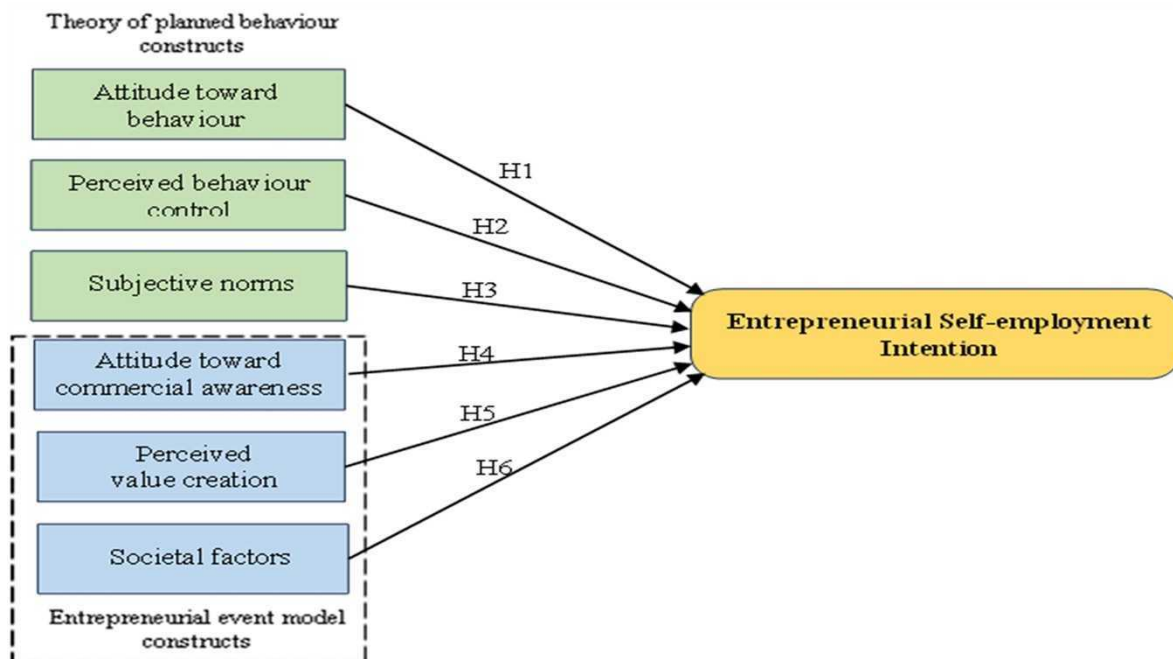 Theory of planned behaviour
constructs
Attitude toward
behaviour
Perceived behaviour
control
Subjective norms
Attitude toward
commercial awareness
Perceived
value creation
Societal factors
Entrepreneurial event model
constructs
H1
H2
H3
H4
H5
H6
Entrepreneurial Self-employment
Intention